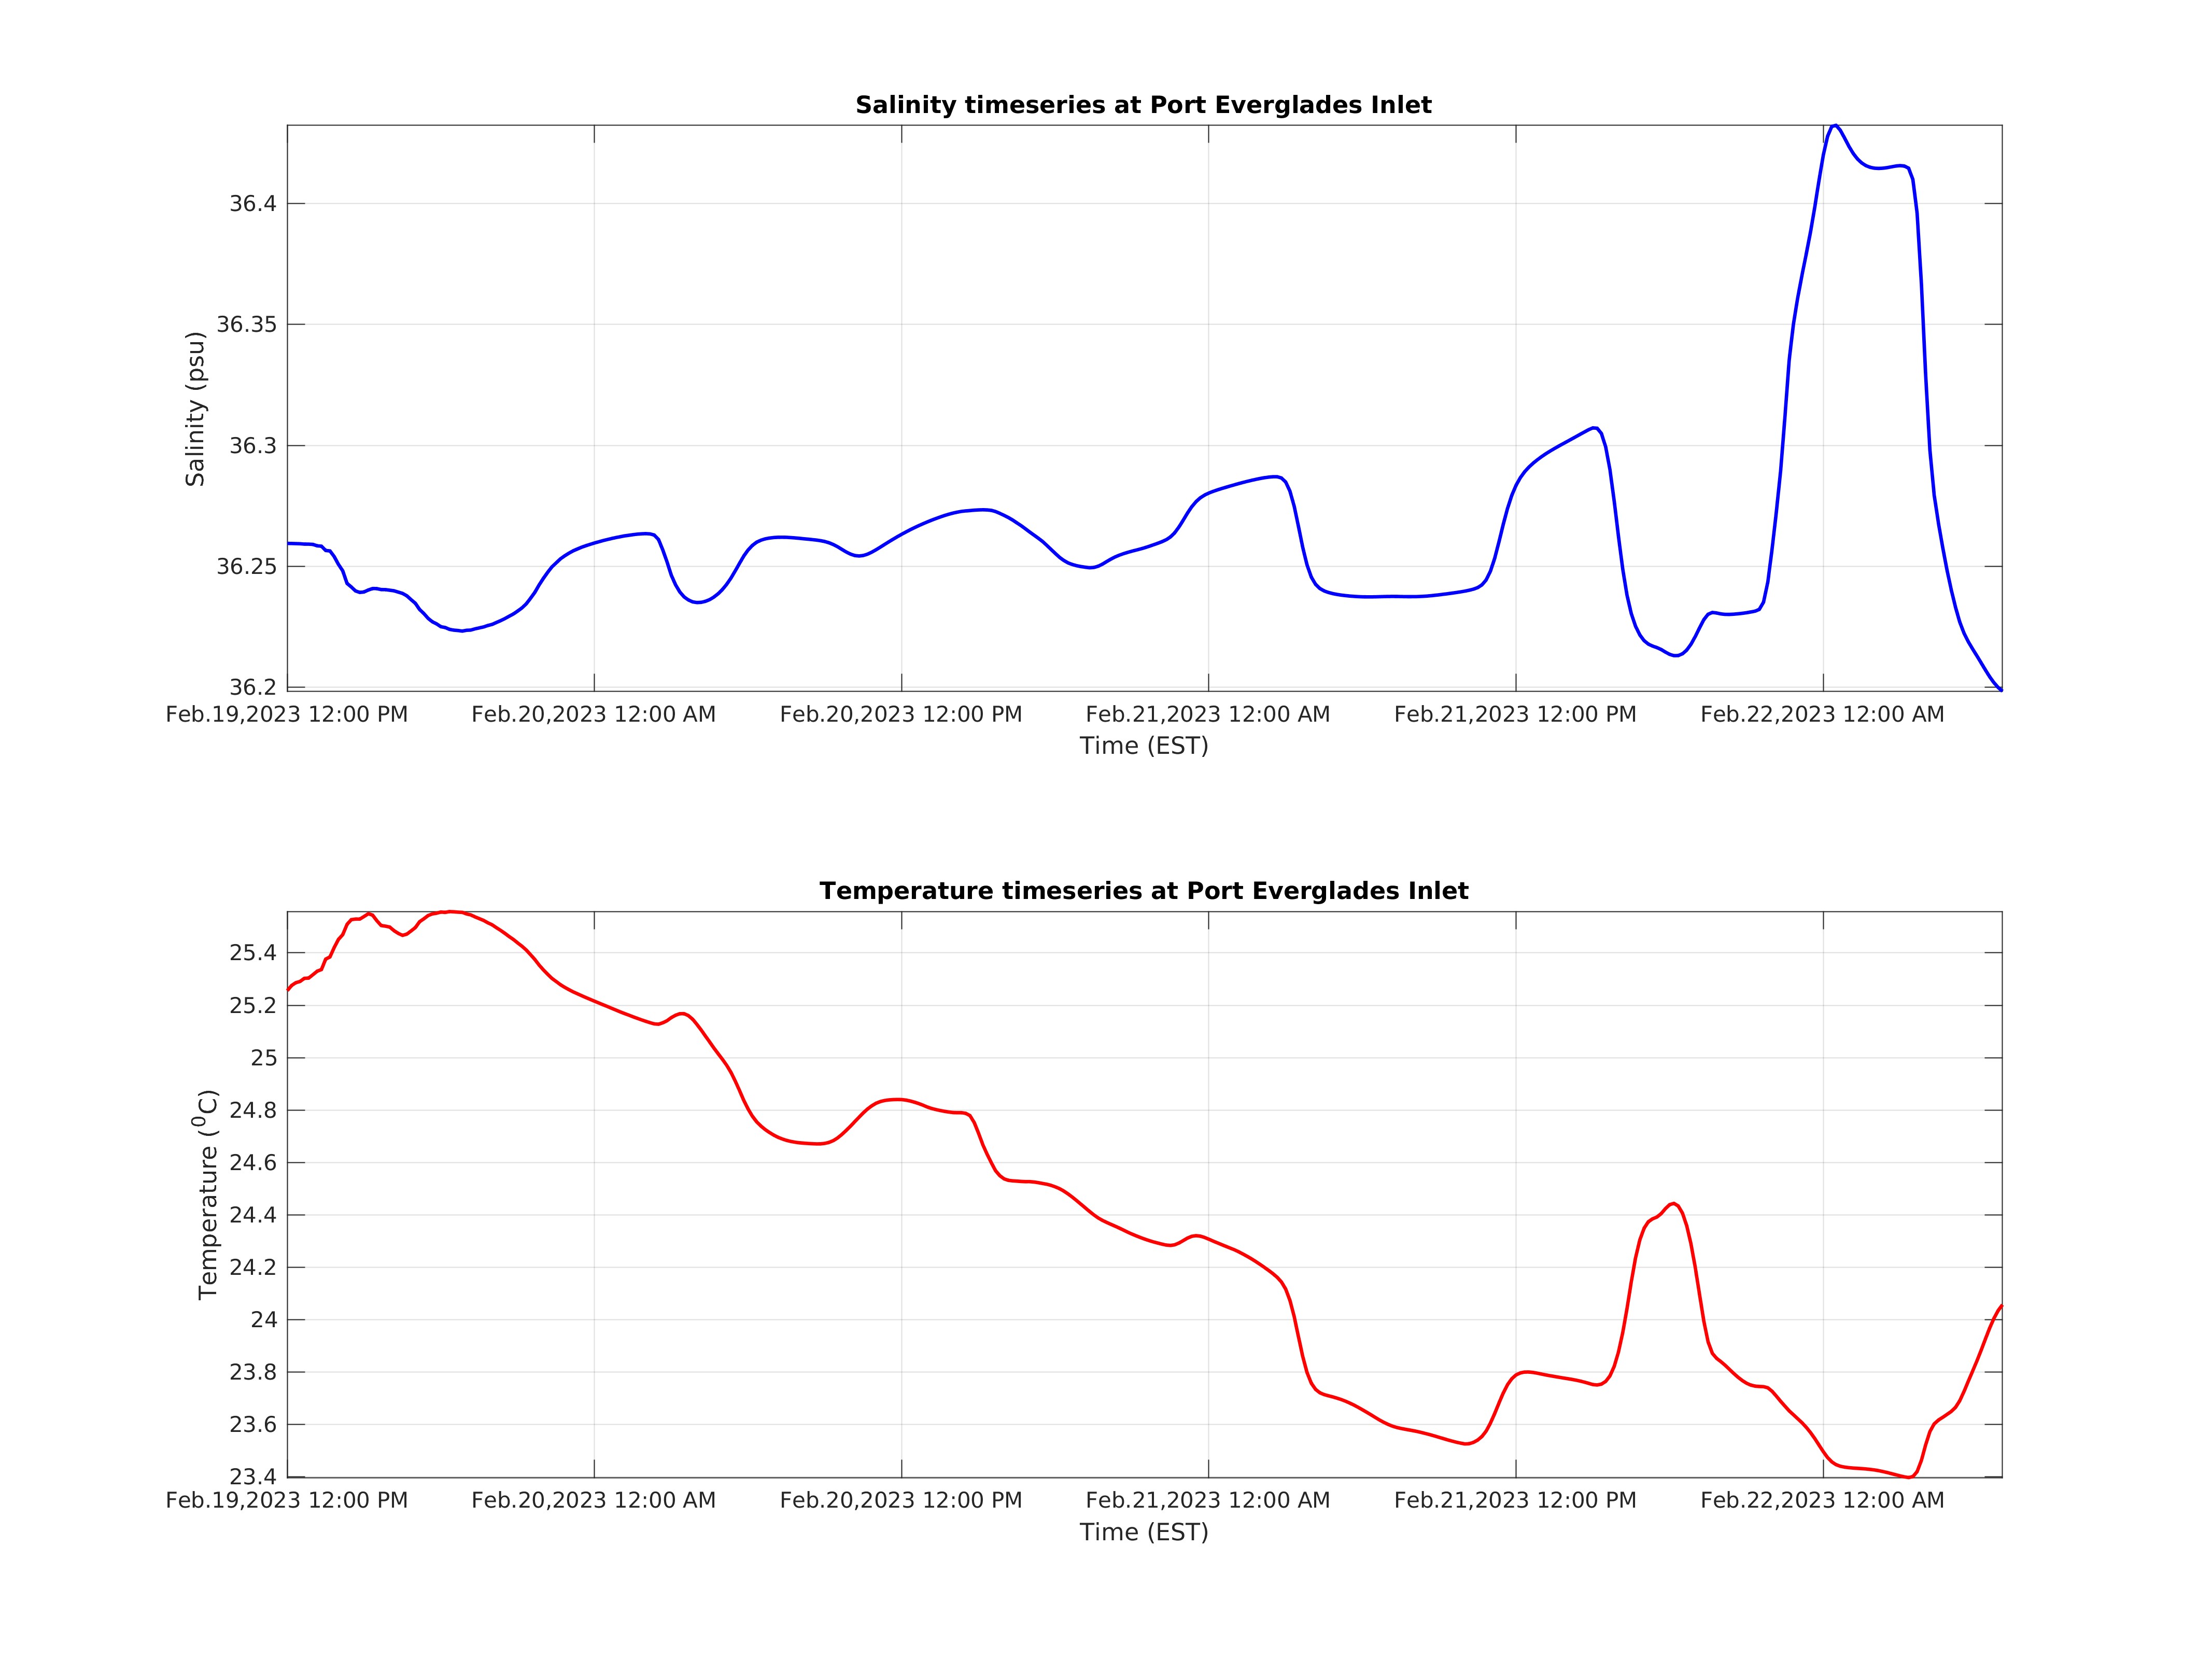 Salinity timeseries at Port Everglades Inlet
Salinity (psu)
36.4
36.35
36.3
36.25
36.2
Feb.19,2023 12:00 PM Feb.20,2023 12:00 AM Feb.20,2023 12:00 PM Feb.21,2023 12:00 AM Feb.21,2023 12:00 PM Feb.22,2023 12:00 AM
Time (EST)
Temperature timeseries at Port Everglades Inlet
Temperature (⁰C)
25.4
25.2
25
24.8
24.6
24.4
24.2
24
23.8
23.6
23.4
Feb.19,2023 12:00 PM Feb.20,2023 12:00 AM Feb.20,2023 12:00 PM Feb.21,2023 12:00 AM Feb.21,2023 12:00 PM Feb.22,2023 12:00 AM
Time (EST)